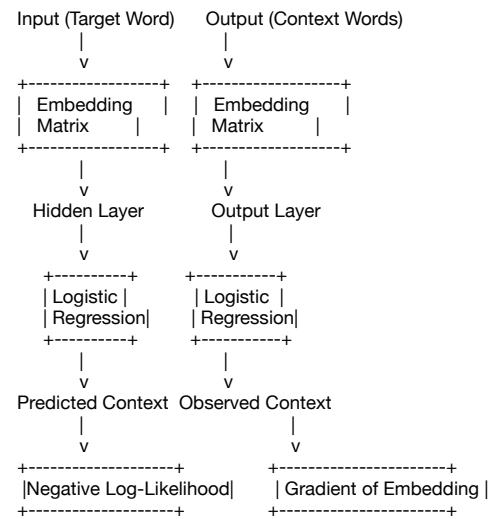 Input (Target Word) Output (Context Words)
| |
v v
+------------------+ +-------------------+
| Embedding | | Embedding |
| Matrix | | Matrix |
+------------------+ +-------------------+
| |
v v
Hidden Layer Output Layer
| |
v v
+----------+ +-----------+
| Logistic | | Logistic |
| Regression| | Regression|
+----------+ +-----------+
| |
v v
Predicted Context Observed Context
| |
v v
+--------------------+ +-----------------------+
|Negative Log-Likelihood| | Gradient of Embedding |
+--------------------+ +-----------------------+